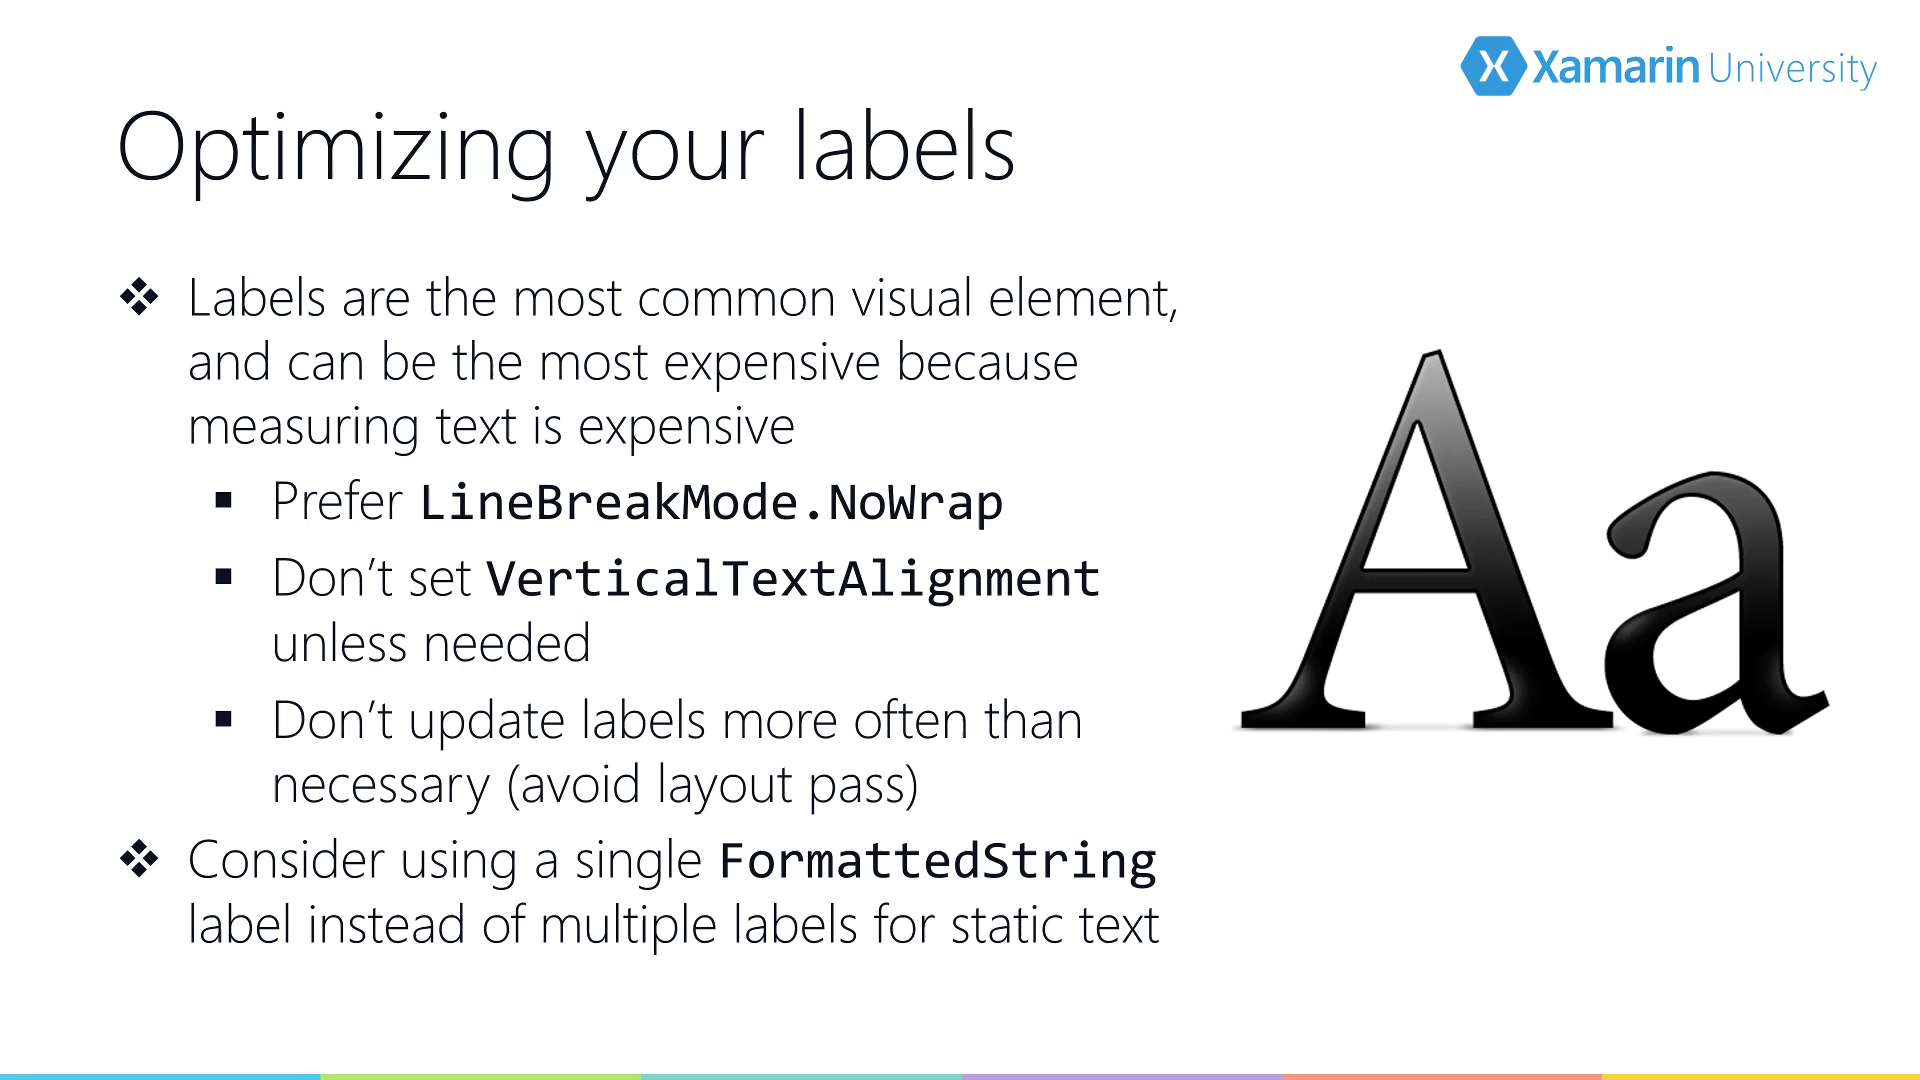 X Xamarin University
Optimizing your labels
❖ Labels are the most common visual element,
and can be the most expensive because
measuring text is expensive
▪ Prefer LineBreakMode.NoWrap
▪ Don’t set VerticalTextAlignment
unless needed
▪ Don’t update labels more often than
necessary (avoid layout pass)
❖ Consider using a single FormattedString
label instead of multiple labels for static text
Aa